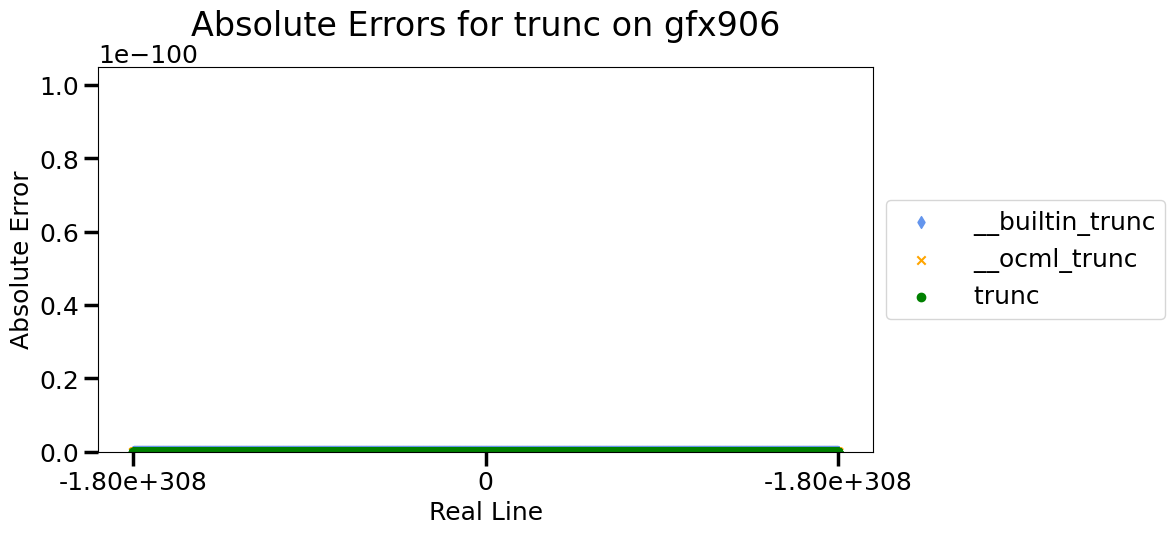 Absolute Errors for trunc on gfx906
1e−100
1.0
0.8
0.6
0.4
0.2
0.0
Absolute Error
-1.80e+308
0
-1.80e+308
Real Line
__builtin_trunc
__ocml_trunc
trunc